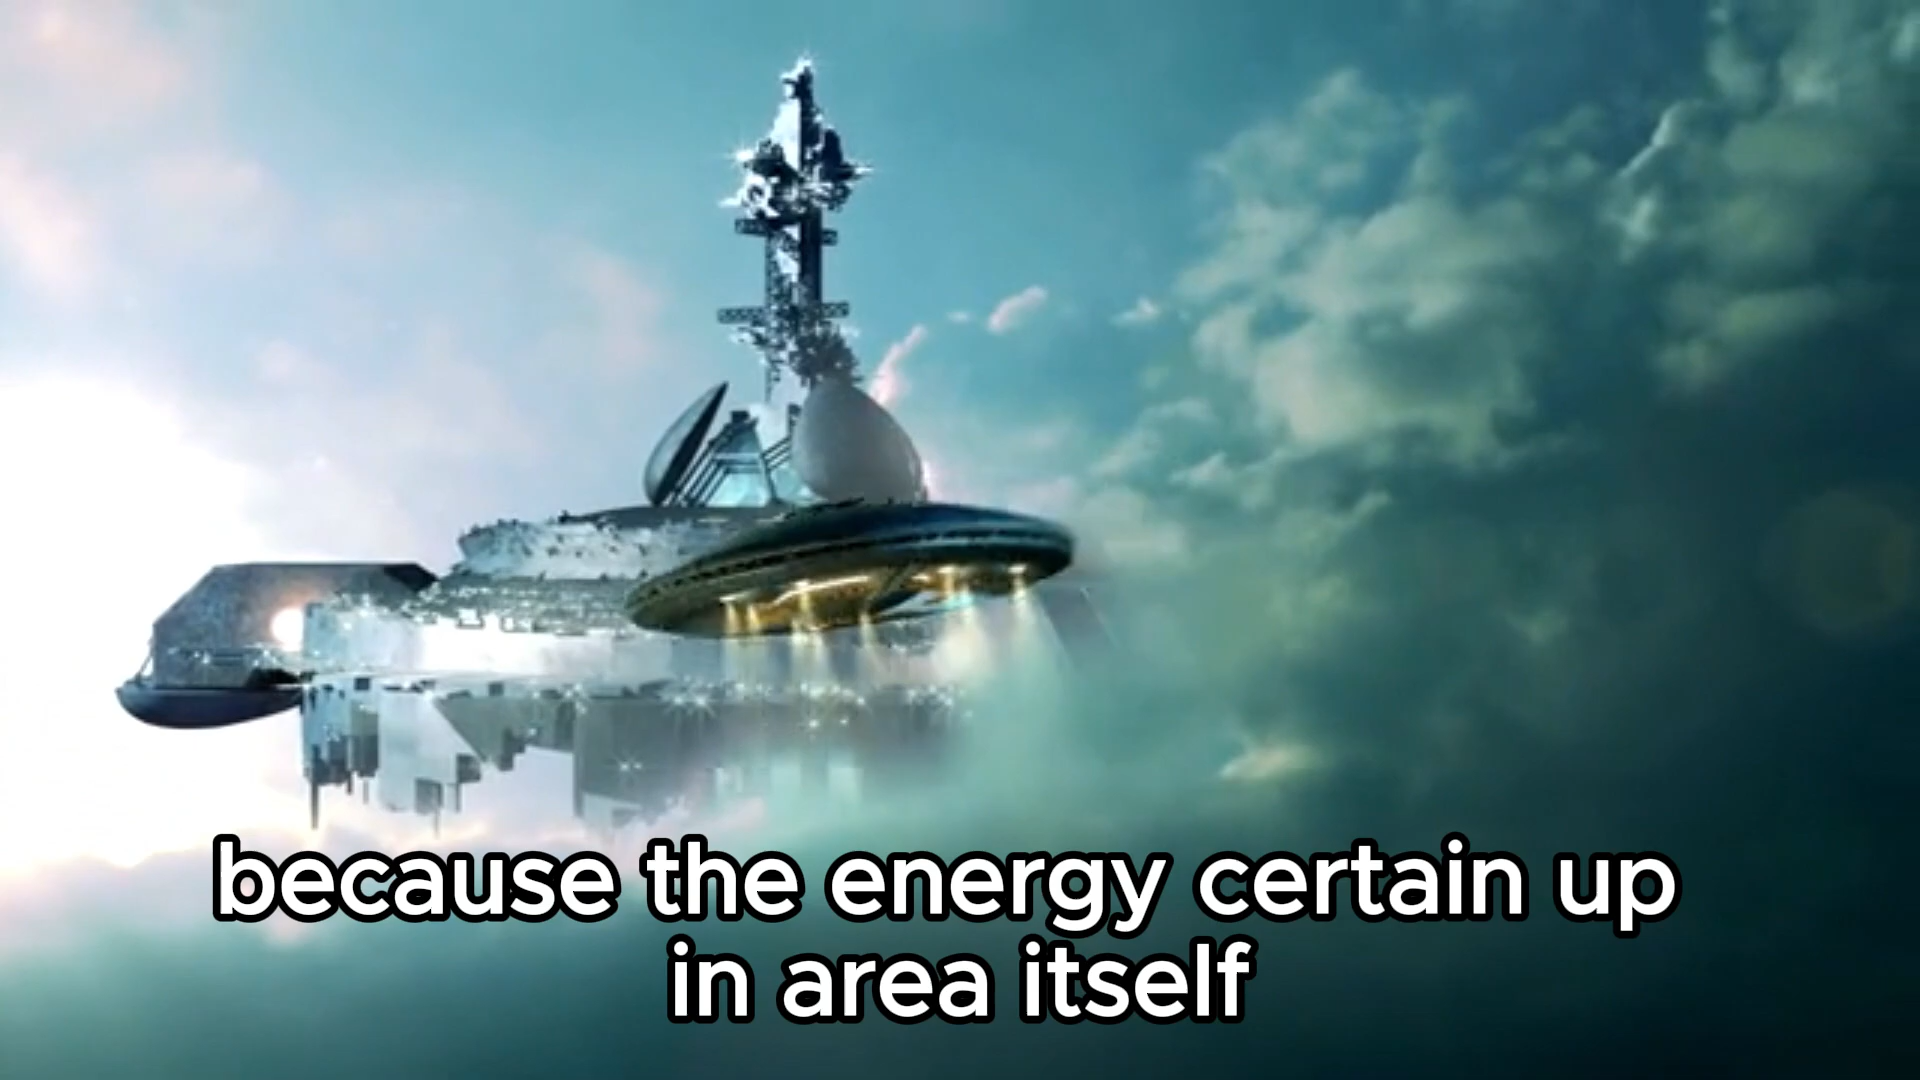 because the energy certain up
in area itself